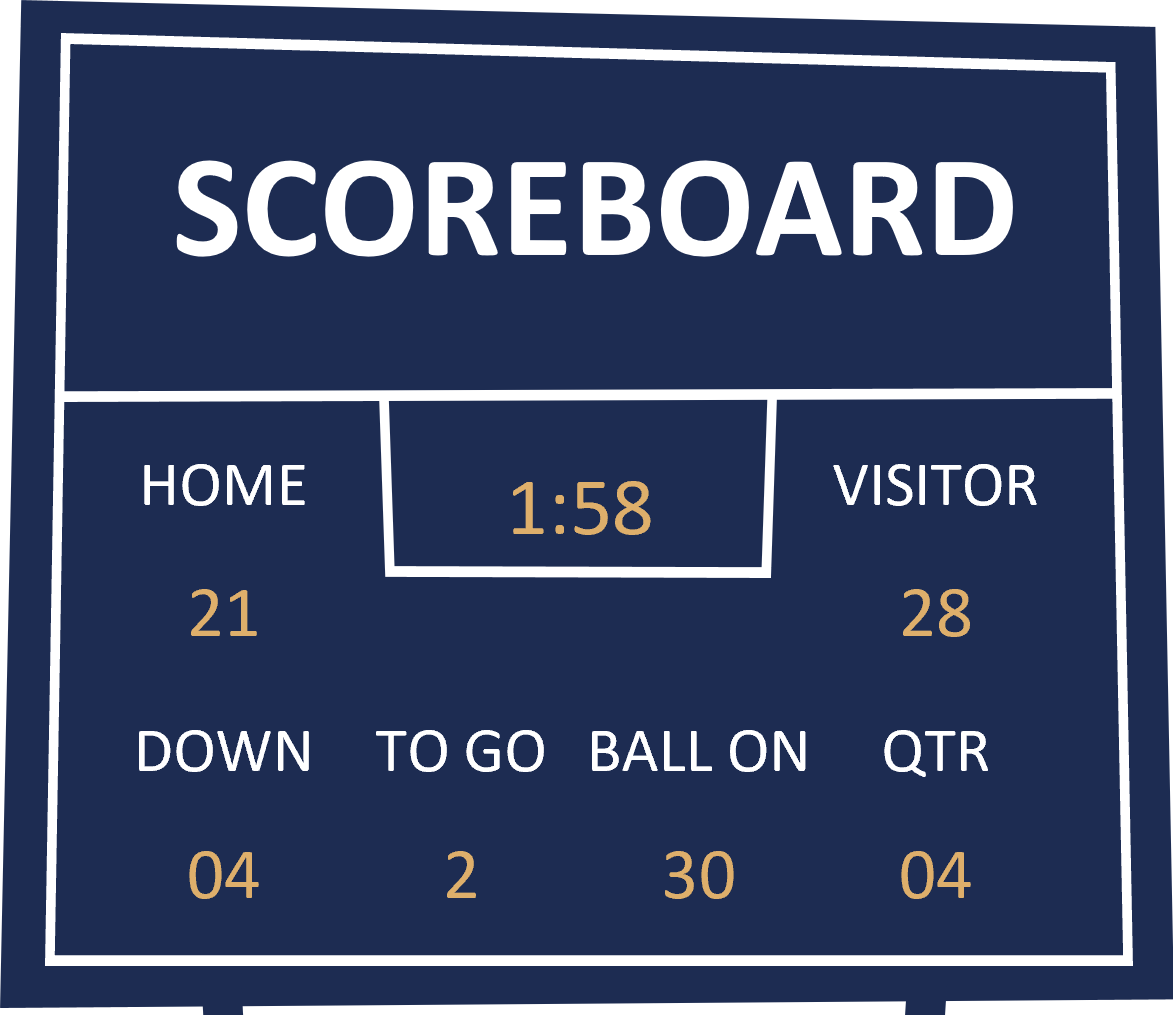 SCOREBOARD
HOME 1:58 VISITOR
21 28
DOWN TO GO BALL ON QTR
04 2 30 04